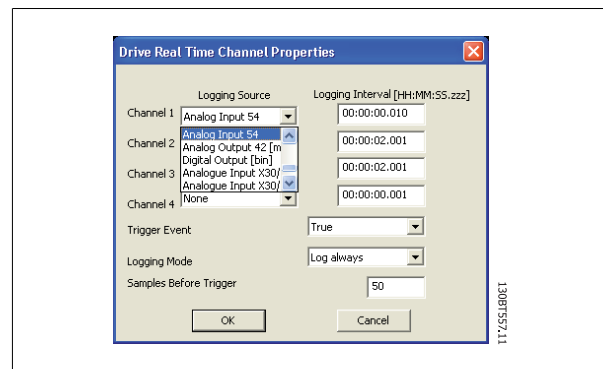 Drive Real Time Channel Properties
Logging Source Logging Interval [HH:MM:SS.zzz]
Channel 1 Analog Input 54 00:00:00.010
Analog Input 54
Channel 2 Analog Output 42 [m 00:00:02.001
Digital Output [bin]
Channel 3 Analogue Input X30/ 00:00:02.001
Analogue Input X30/
Channel 4 None 00:00:00.001
Trigger Event True
Logging Mode Log always
Samples Before Trigger 50
OK Cancel
130BT557.11